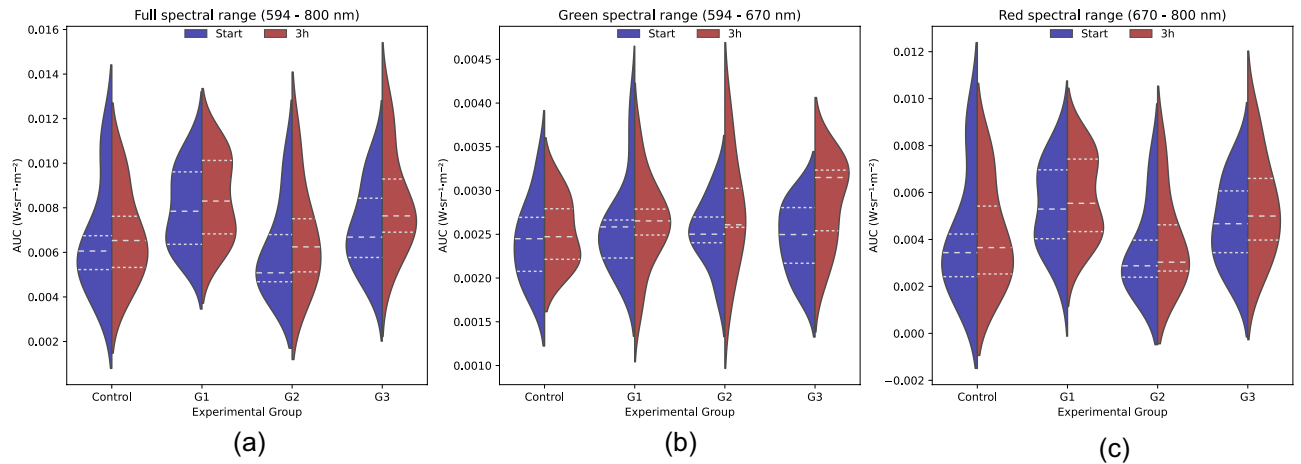 Full spectral range (594 - 800 nm)
Start 3h
0.016
0.014
0.012
0.010
0.008
0.006
0.004
0.002
AUC (W·sr⁻¹·m⁻²)
Control G1 G2 G3
Experimental Group
(a)
Green spectral range (594 - 670 nm)
Start 3h
0.0045
0.0040
0.0035
0.0030
0.0025
0.0020
0.0015
0.0010
AUC (W·sr⁻¹·m⁻²)
Control G1 G2 G3
Experimental Group
(b)
Red spectral range (670 - 800 nm)
Start 3h
0.012
0.010
0.008
0.006
0.004
0.002
0.000
−0.002
AUC (W·sr⁻¹·m⁻²)
Control G1 G2 G3
Experimental Group
(c)